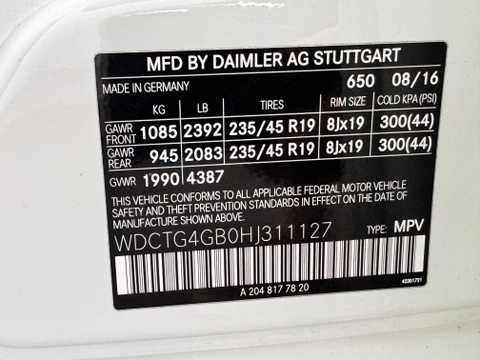 MFD BY DAIMLER AG STUTTGART
MADE IN GERMANY 650 08/16
KG LB TIRES RIM SIZE COLD KPA (PSI)
GAWR FRONT 1085 2392 235/45 R19 8Jx19 300(44)
GAWR REAR 945 2083 235/45 R19 8Jx19 300(44)
GWR 1990 4387
THIS VEHICLE CONFORMS TO ALL APPLICABLE FEDERAL MOTOR VEHICLE
SAFETY AND THEFT PREVENTION STANDARDS IN EFFECT ON THE
DATE OF MANUFACTURE SHOWN ABOVE.
WDCTG4GB0HJ311127 TYPE: MPV
A 204 817 78 20